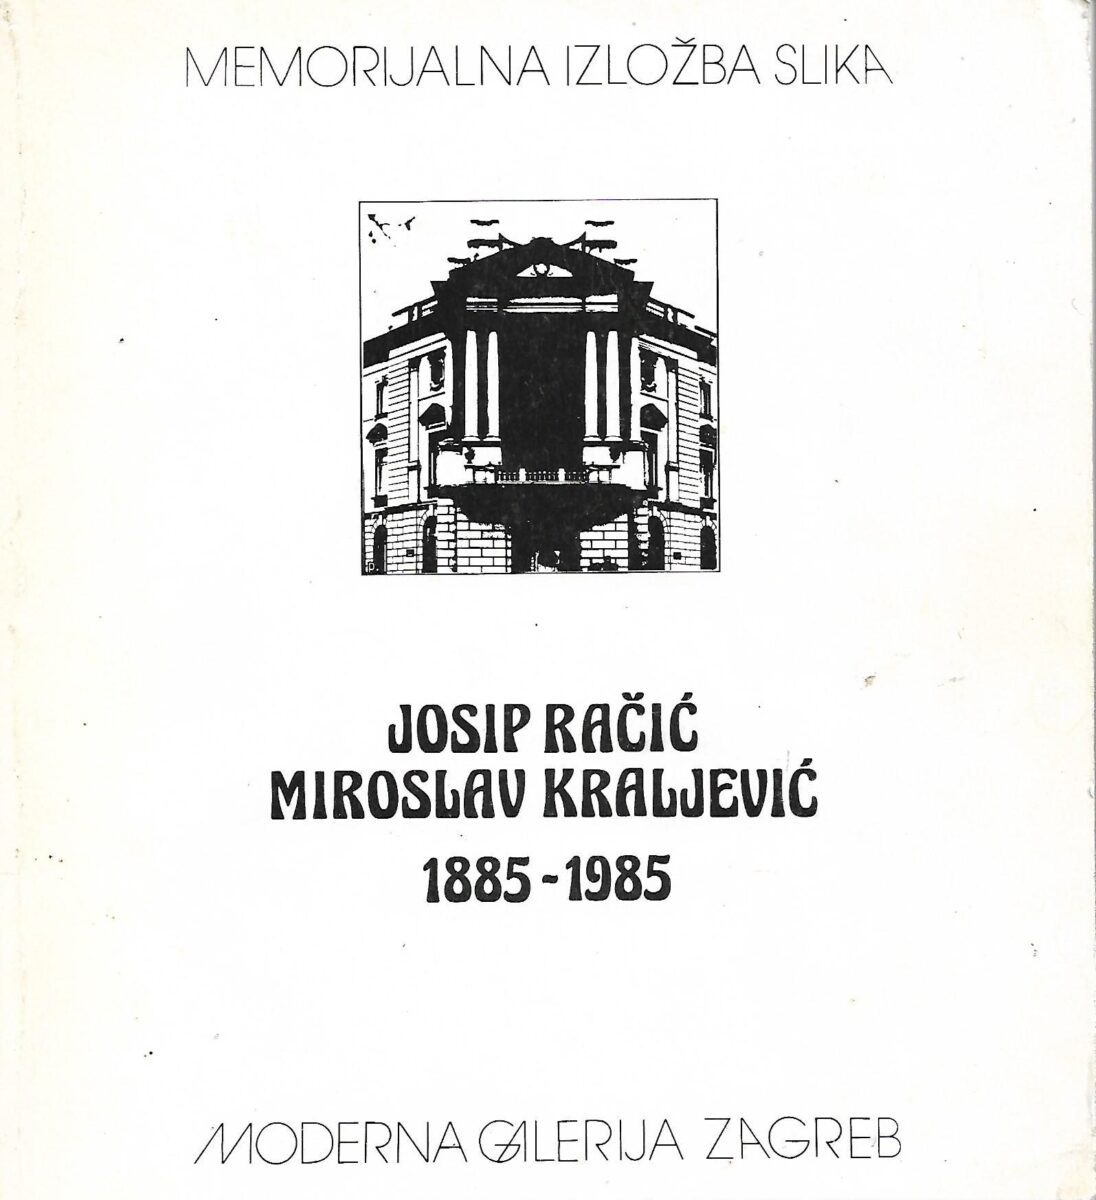 MEMORIJALNA IZLOŽBA SLIKA
JOSIP RAČIĆ
MIROSLAV KRALJEVIĆ
1885-1985
MODERNA GALERIJA ZAGREB